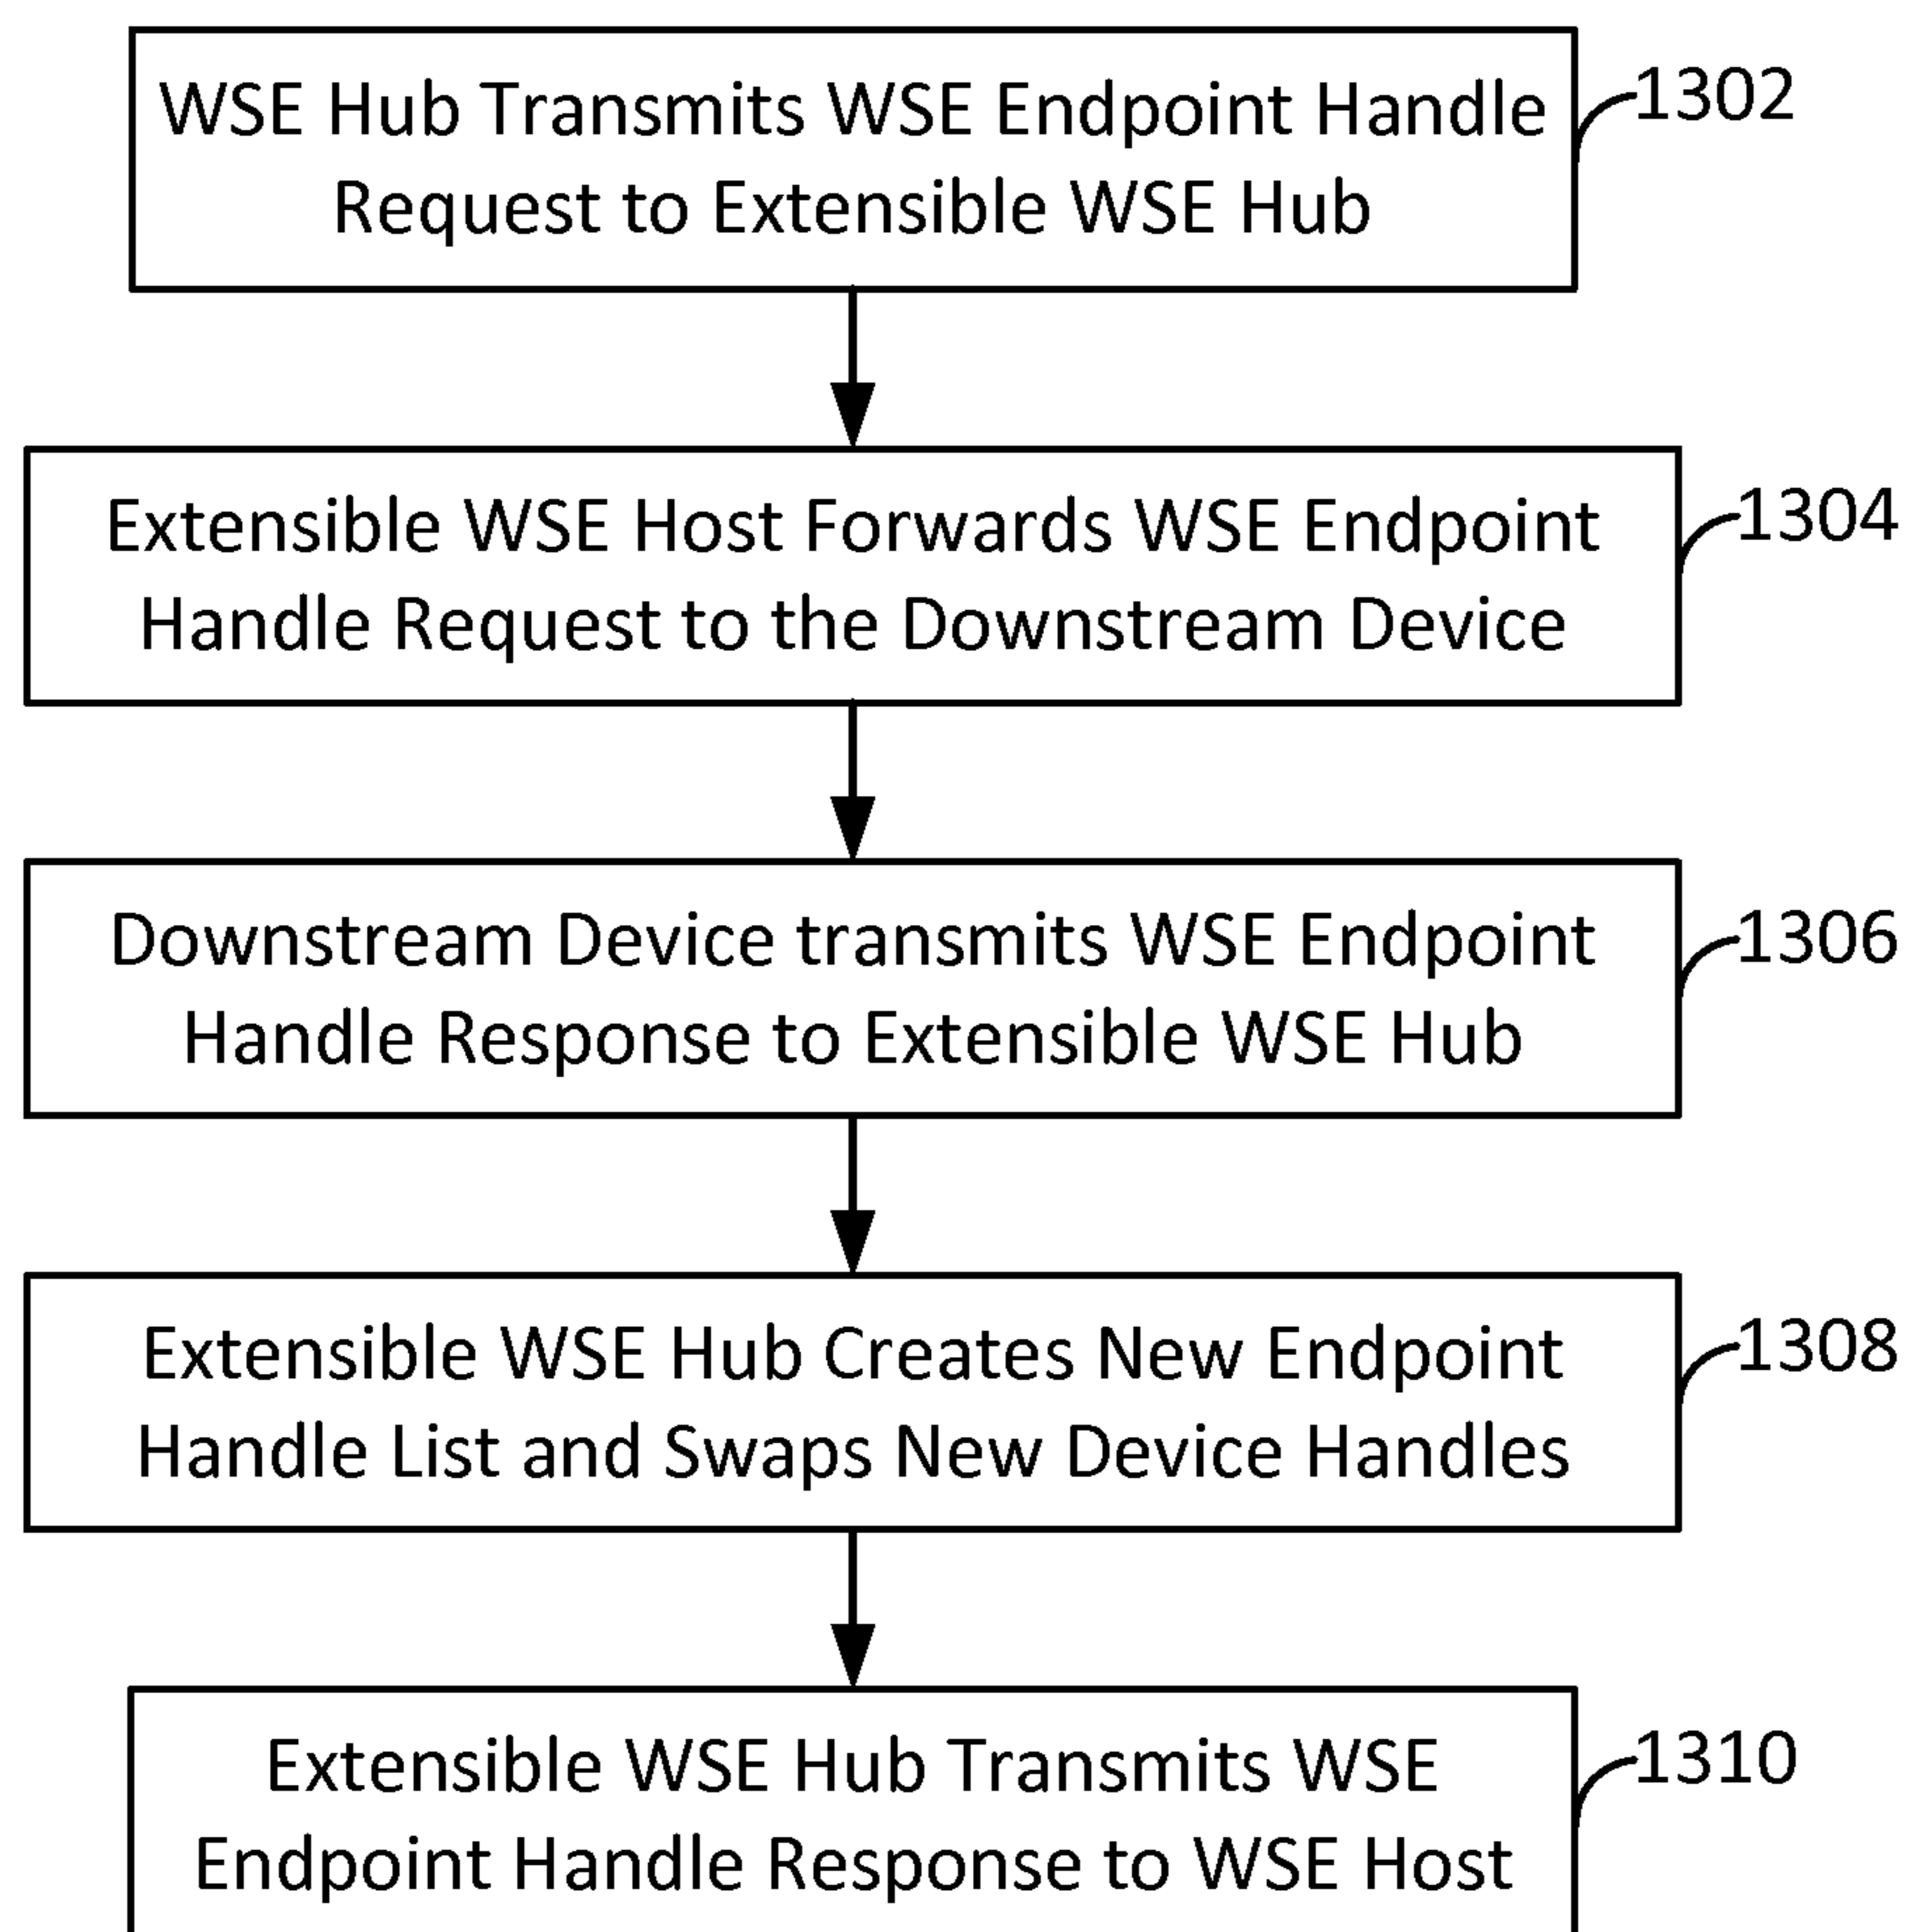 WSE Hub Transmits WSE Endpoint Handle
Request to Extensible WSE Hub
1302
Extensible WSE Host Forwards WSE Endpoint
Handle Request to the Downstream Device
1304
Downstream Device transmits WSE Endpoint
Handle Response to Extensible WSE Hub
1306
Extensible WSE Hub Creates New Endpoint
Handle List and Swaps New Device Handles
1308
Extensible WSE Hub Transmits WSE
Endpoint Handle Response to WSE Host
1310